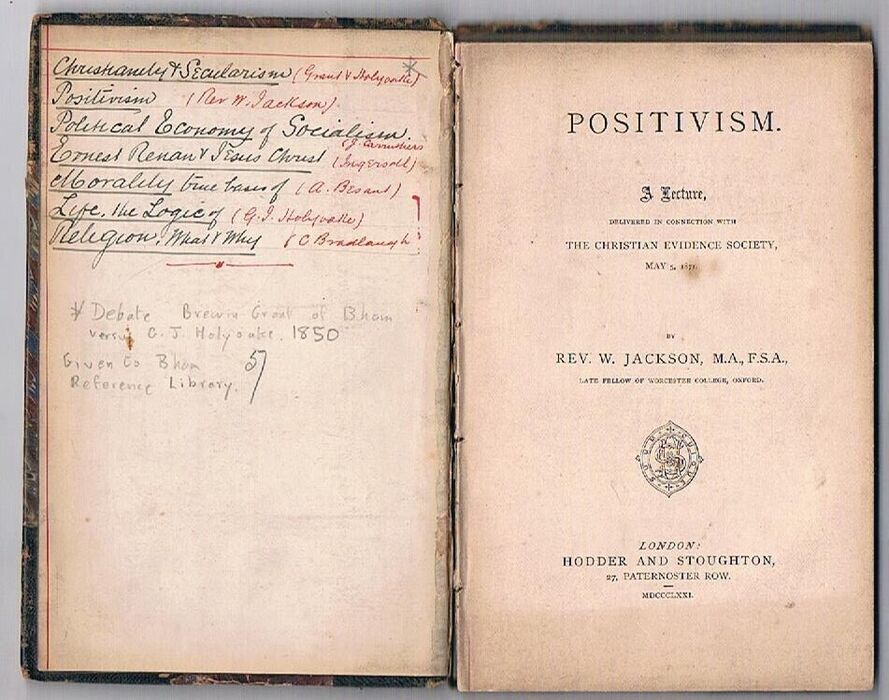 Christianity & Secularism (Grant & Holyoake) *
Positivism (Rev W. Jackson)
Political Economy of Socialism.
(J. Carruthers
Ernest Renan & Jesus Christ (Ingersoll)
Morality true basis of (A. Besant)
Life, the Logic of (G.J. Holyoake)
Religion, What & Why (C Bradlaugh
* Debate Brewin Grant of Bham
versus G. J. Holyoake. 1850
Given to Bham 57
Reference Library.
POSITIVISM.
A Lecture,
DELIVERED IN CONNECTION WITH
THE CHRISTIAN EVIDENCE SOCIETY,
MAY 5, 1871.
BY
REV. W. JACKSON, M.A., F.S.A.,
LATE FELLOW OF WORCESTER COLLEGE, OXFORD.
LONDON:
HODDER AND STOUGHTON,
27, PATERNOSTER ROW.
MDCCCLXXI.